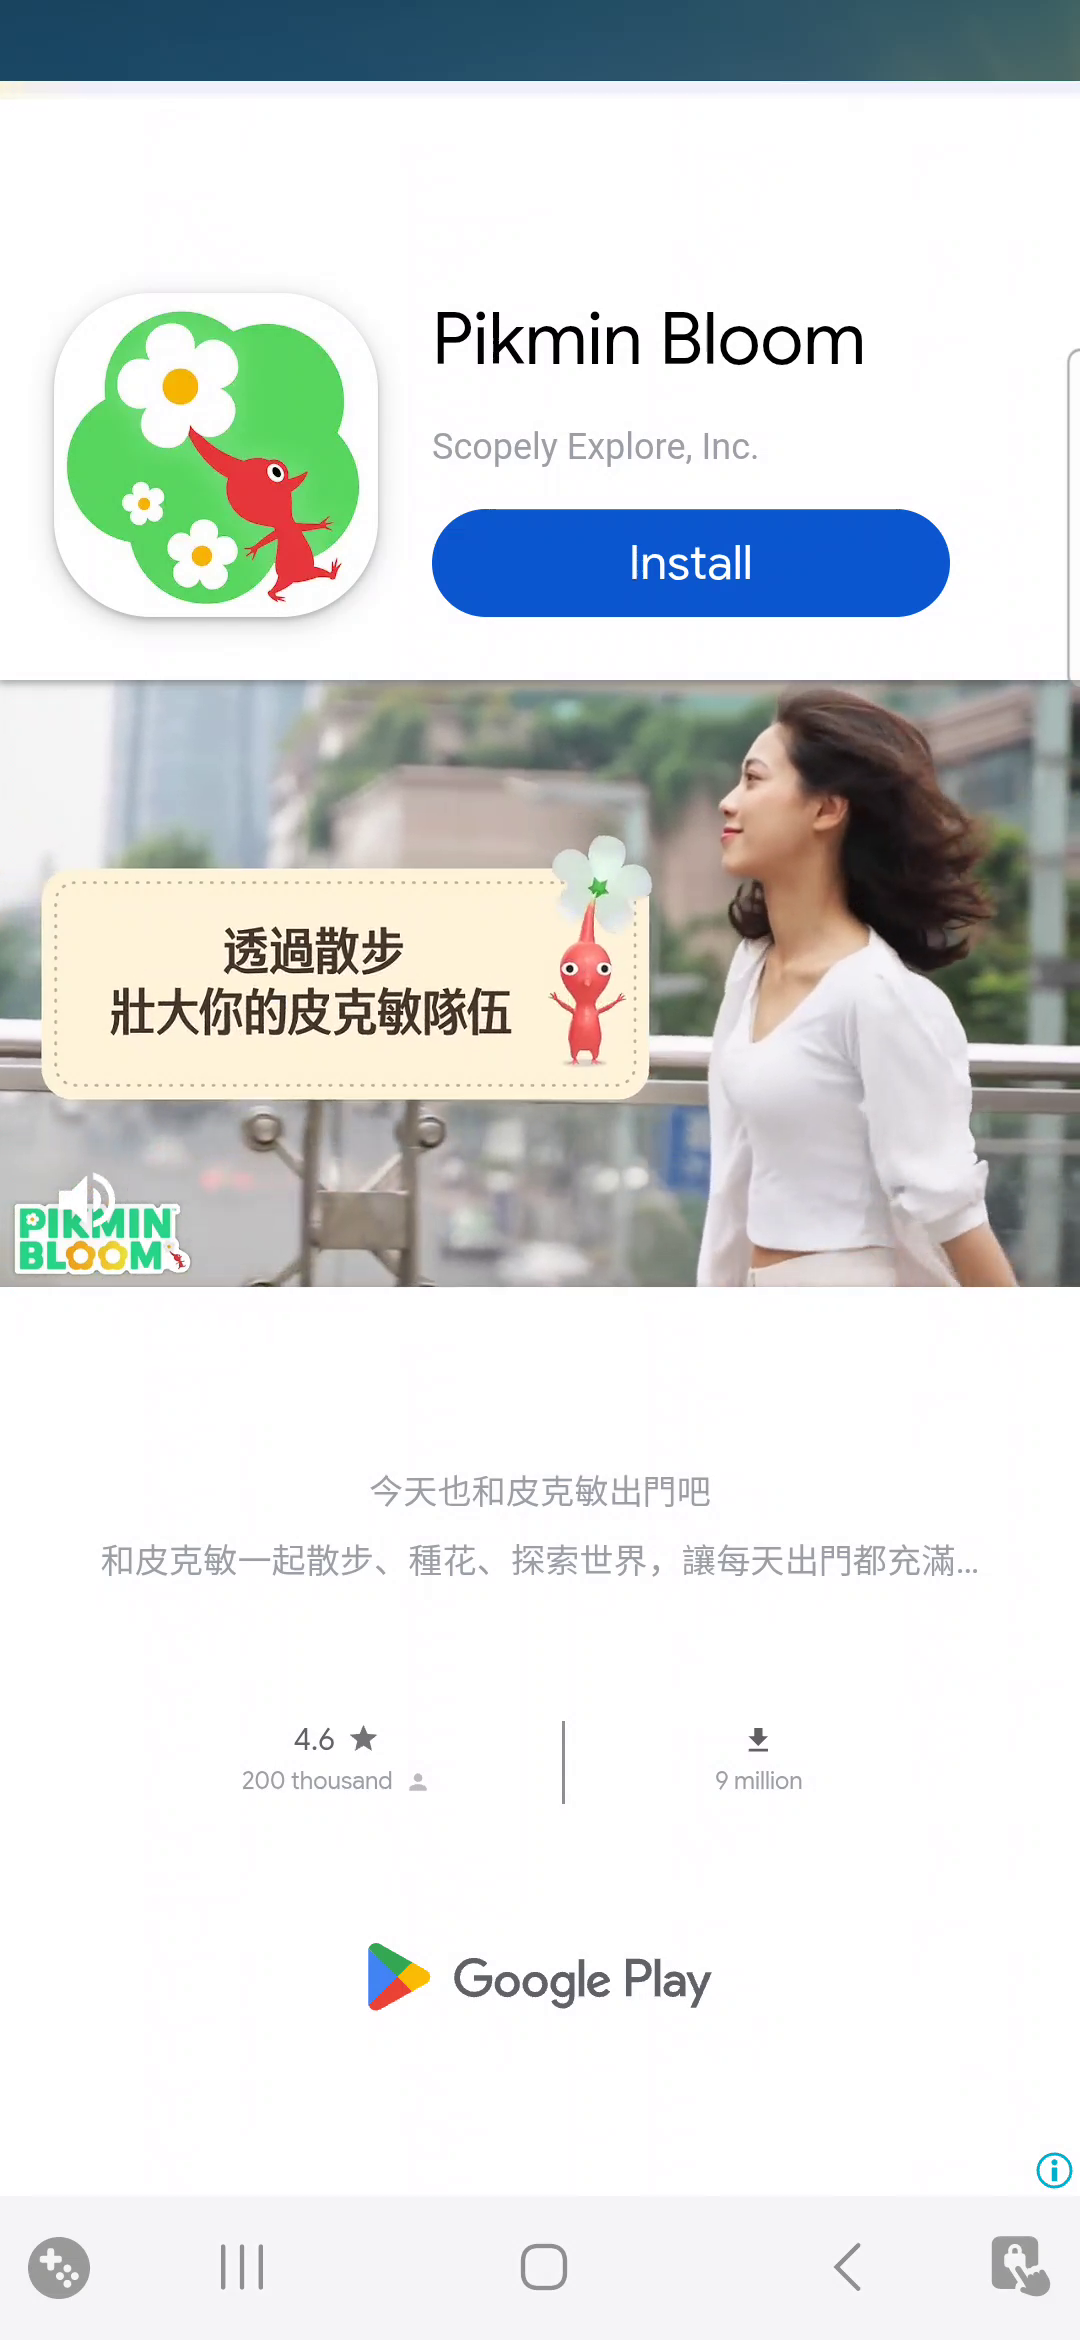 Pikmin Bloom
Scopely Explore, Inc.
Install
透過散步
壯大你的皮克敏隊伍
PIKMIN
BLOOM
今天也和皮克敏出門吧
和皮克敏一起散步、種花、探索世界，讓每天出門都充滿...
4.6
200 thousand
9 million
Google Play